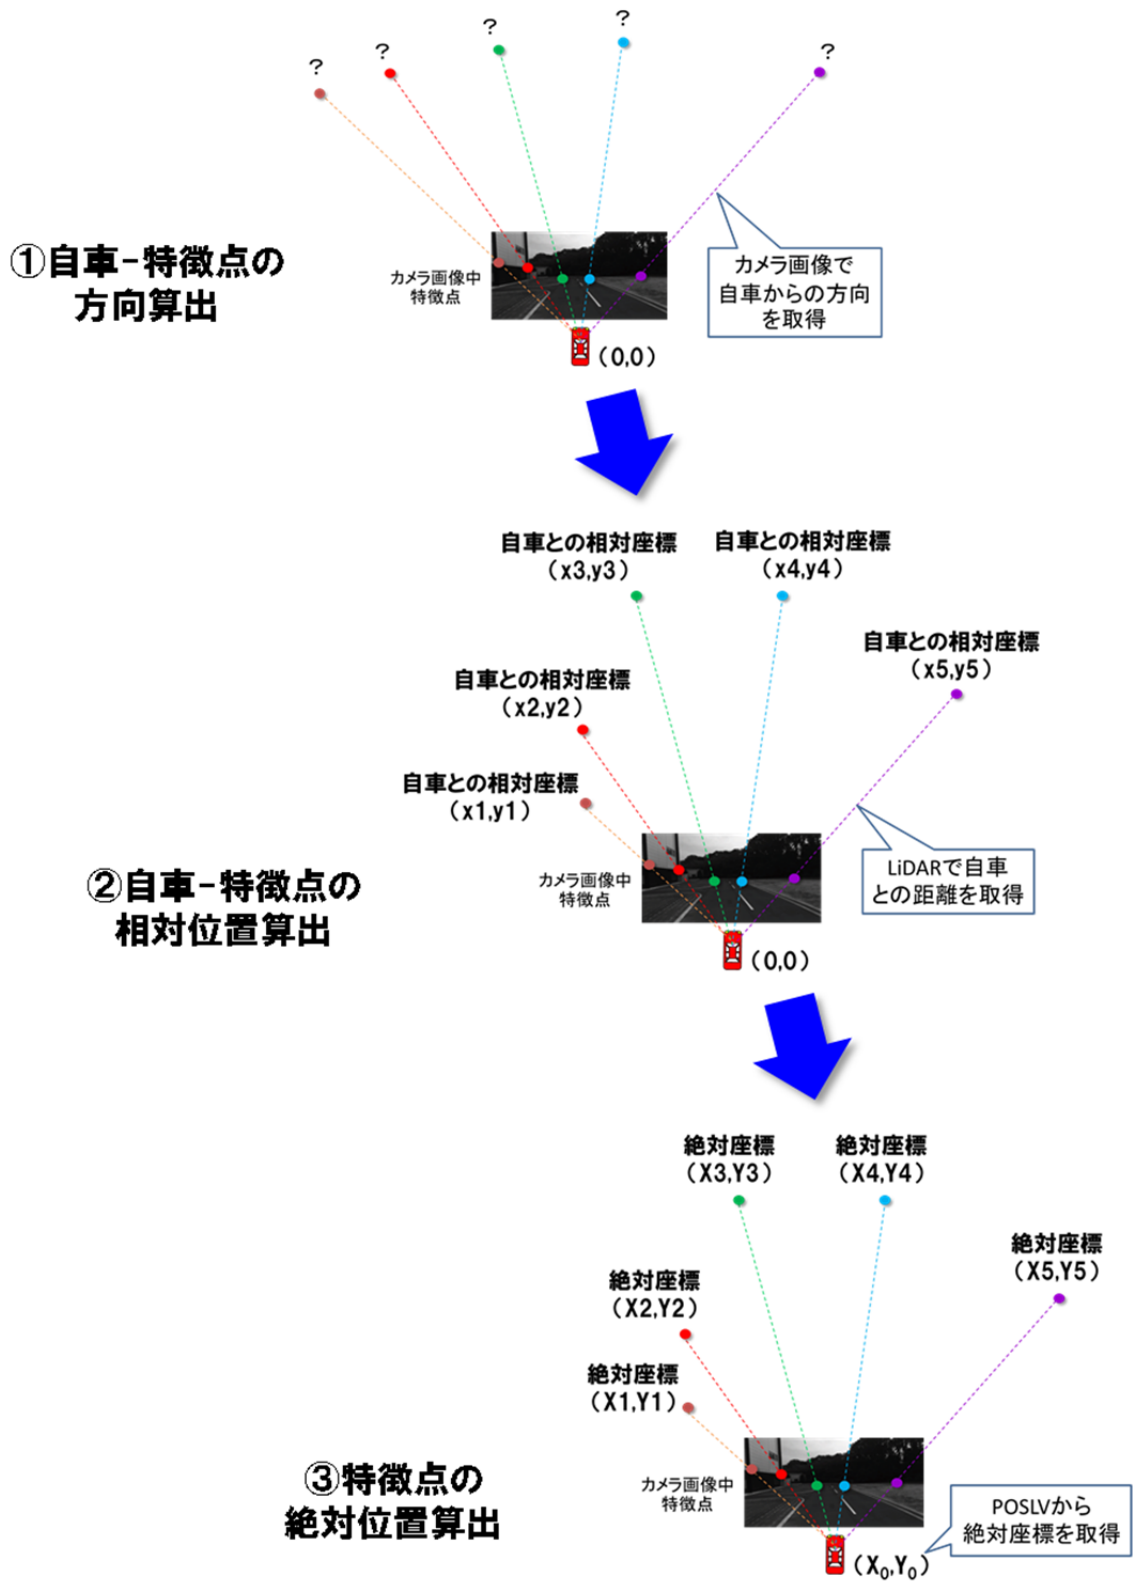 ?
?
?
?
?
①自車-特徴点の
方向算出
カメラ画像中
特徴点
カメラ画像で
自車からの方向
を取得
(0,0)
自車との相対座標
(x3,y3)
自車との相対座標
(x4,y4)
自車との相対座標
(x5,y5)
自車との相対座標
(x2,y2)
自車との相対座標
(x1,y1)
②自車-特徴点の
相対位置算出
カメラ画像中
特徴点
LiDARで自車
との距離を取得
(0,0)
絶対座標
(X3,Y3)
絶対座標
(X4,Y4)
絶対座標
(X5,Y5)
絶対座標
(X2,Y2)
絶対座標
(X1,Y1)
③特徴点の
絶対位置算出
カメラ画像中
特徴点
POSLVから
絶対座標を取得
(X₀,Y₀)